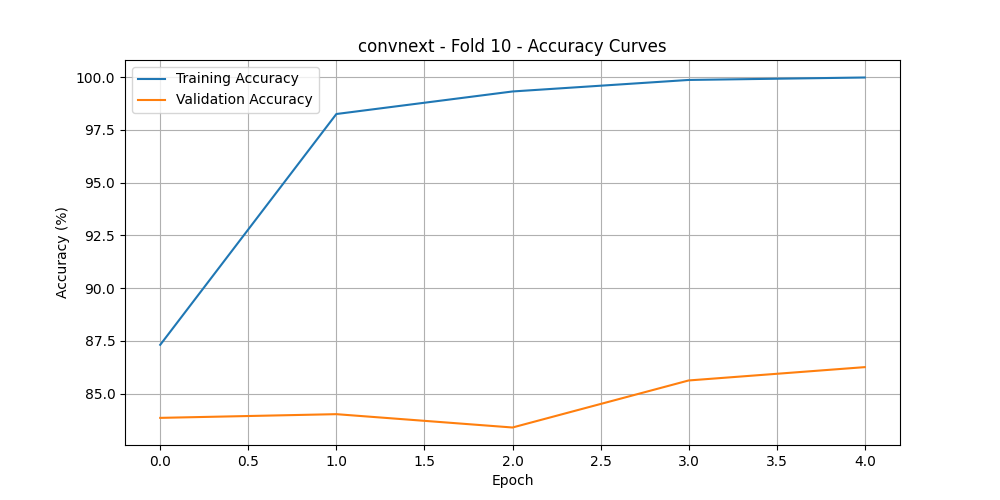 convnext - Fold 10 - Accuracy Curves
Training Accuracy
Validation Accuracy
Accuracy (%)
100.0
97.5
95.0
92.5
90.0
87.5
85.0
0.0 0.5 1.0 1.5 2.0 2.5 3.0 3.5 4.0
Epoch